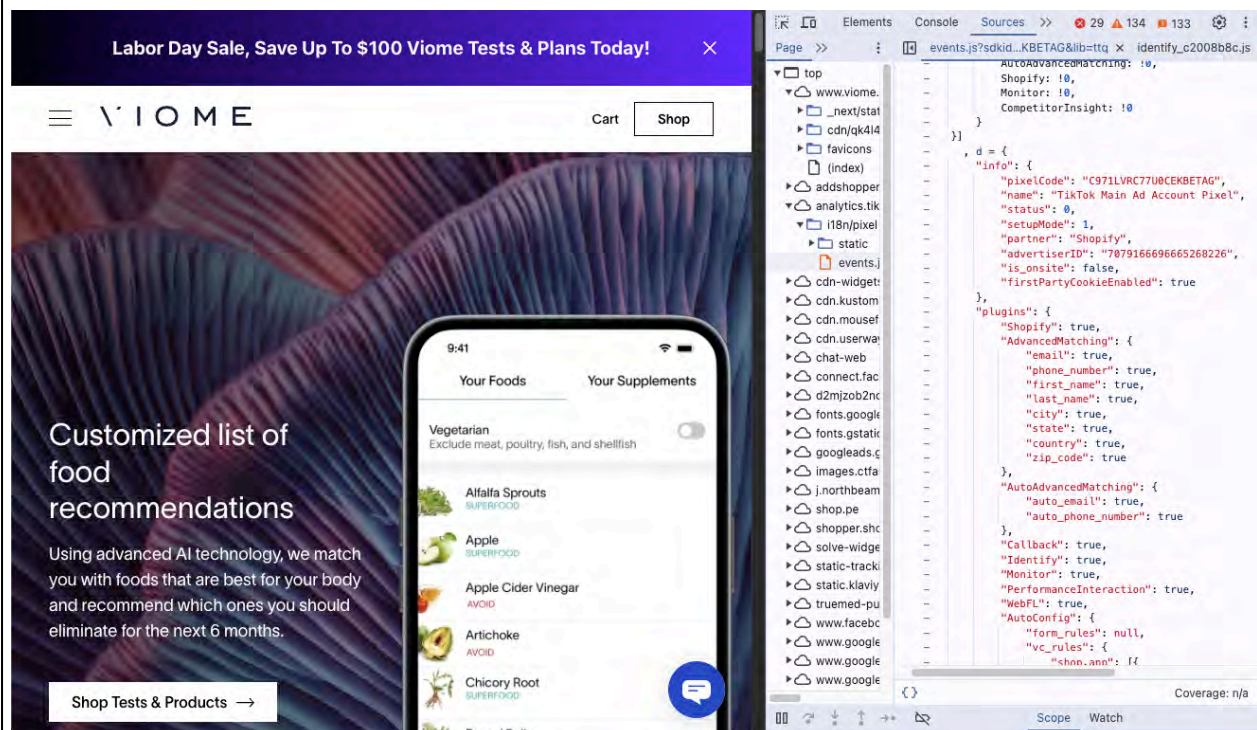 Labor Day Sale, Save Up To $100 Viome Tests & Plans Today!
VIOME
Cart
Shop
Customized list of
food
recommendations
Using advanced AI technology, we match
you with foods that are best for your body
and recommend which ones you should
eliminate for the next 6 months.
Shop Tests & Products →
9:41
Your Foods
Your Supplements
Vegetarian
Exclude meat, poultry, fish, and shellfish
Alfalfa Sprouts
SUPERFOOD
Apple
SUPERFOOD
Apple Cider Vinegar
AVOID
Artichoke
AVOID
Chicory Root
SUPERFOOD
Elements Console Sources 29 134 133
Page
events.js?sdkid...KBETAG&lib=ttq × identify_c2008b8c.js
top
www.viome.
_next/stat
cdn/qk4l4
favicons
(index)
addshopper
analytics.tik
i18n/pixel
static
events.j
cdn-widgets
cdn.kustom
cdn.mousef
cdn.userway
chat-web
connect.fac
d2mjzob2nc
fonts.google
fonts.gstatic
googleads.g
images.ctfa
j.northbeam
shop.pe
shopper.sho
solve-widge
static-tracki
static.klaviy
truemed-pu
www.facebo
www.google
www.google
www.google
AutoAdvancedMatching: !0,
Shopify: !0,
Monitor: !0,
CompetitorInsight: !0
}
}]
, d = {
"info": {
"pixelCode": "C971LVRC77U0CEKBETAG",
"name": "TikTok Main Ad Account Pixel",
"status": 0,
"setupMode": 1,
"partner": "Shopify",
"advertiserID": "7079166696665268226",
"is_onsite": false,
"firstPartyCookieEnabled": true
},
"plugins": {
"Shopify": true,
"AdvancedMatching": {
"email": true,
"phone_number": true,
"first_name": true,
"last_name": true,
"city": true,
"state": true,
"country": true,
"zip_code": true
},
"AutoAdvancedMatching": {
"auto_email": true,
"auto_phone_number": true
},
"Callback": true,
"Identify": true,
"Monitor": true,
"PerformanceInteraction": true,
"WebFL": true,
"AutoConfig": {
"form_rules": null,
"vc_rules": {
"shop.app": [{
{} Coverage: n/a
Scope Watch